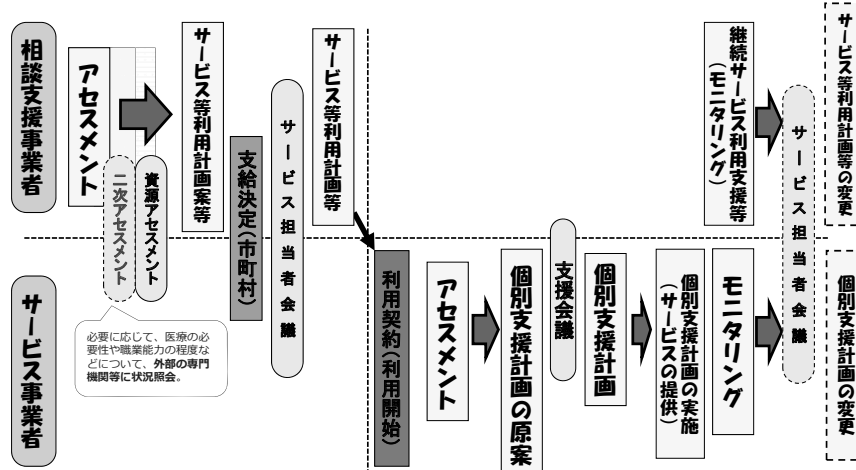 相談支援事業者
アセスメント
二次アセスメント
資源アセスメント
サービス等利用計画案等
支給決定(市町村)
サービス担当者会議
サービス等利用計画等
継続サービス利用支援等
(モニタリング)
サービス担当者会議
サービス等利用計画等の変更
サービス事業者
必要に応じて、医療の必
要性や職業能力の程度な
どについて、外部の専門
機関等に状況照会。
利用契約(利用開始)
アセスメント
個別支援計画の原案
支援会議
個別支援計画
個別支援計画の実施
(サービスの提供)
モニタリング
個別支援計画の変更